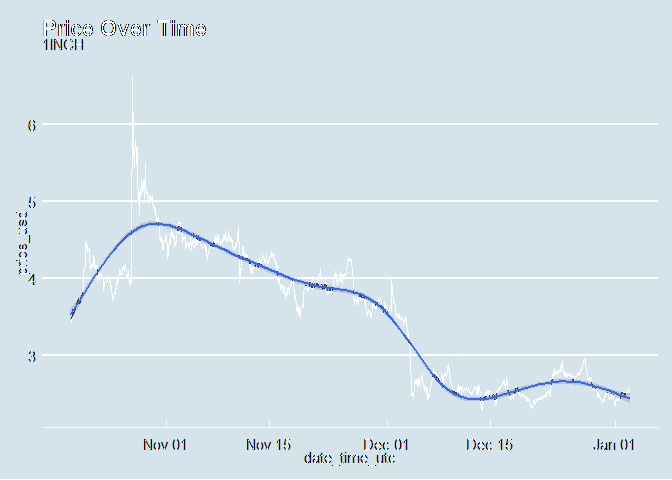 Price Over Time
1INCH
6
5
4
3
price_usd
Nov 01
Nov 15
Dec 01
Dec 15
Jan 01
date_time_utc